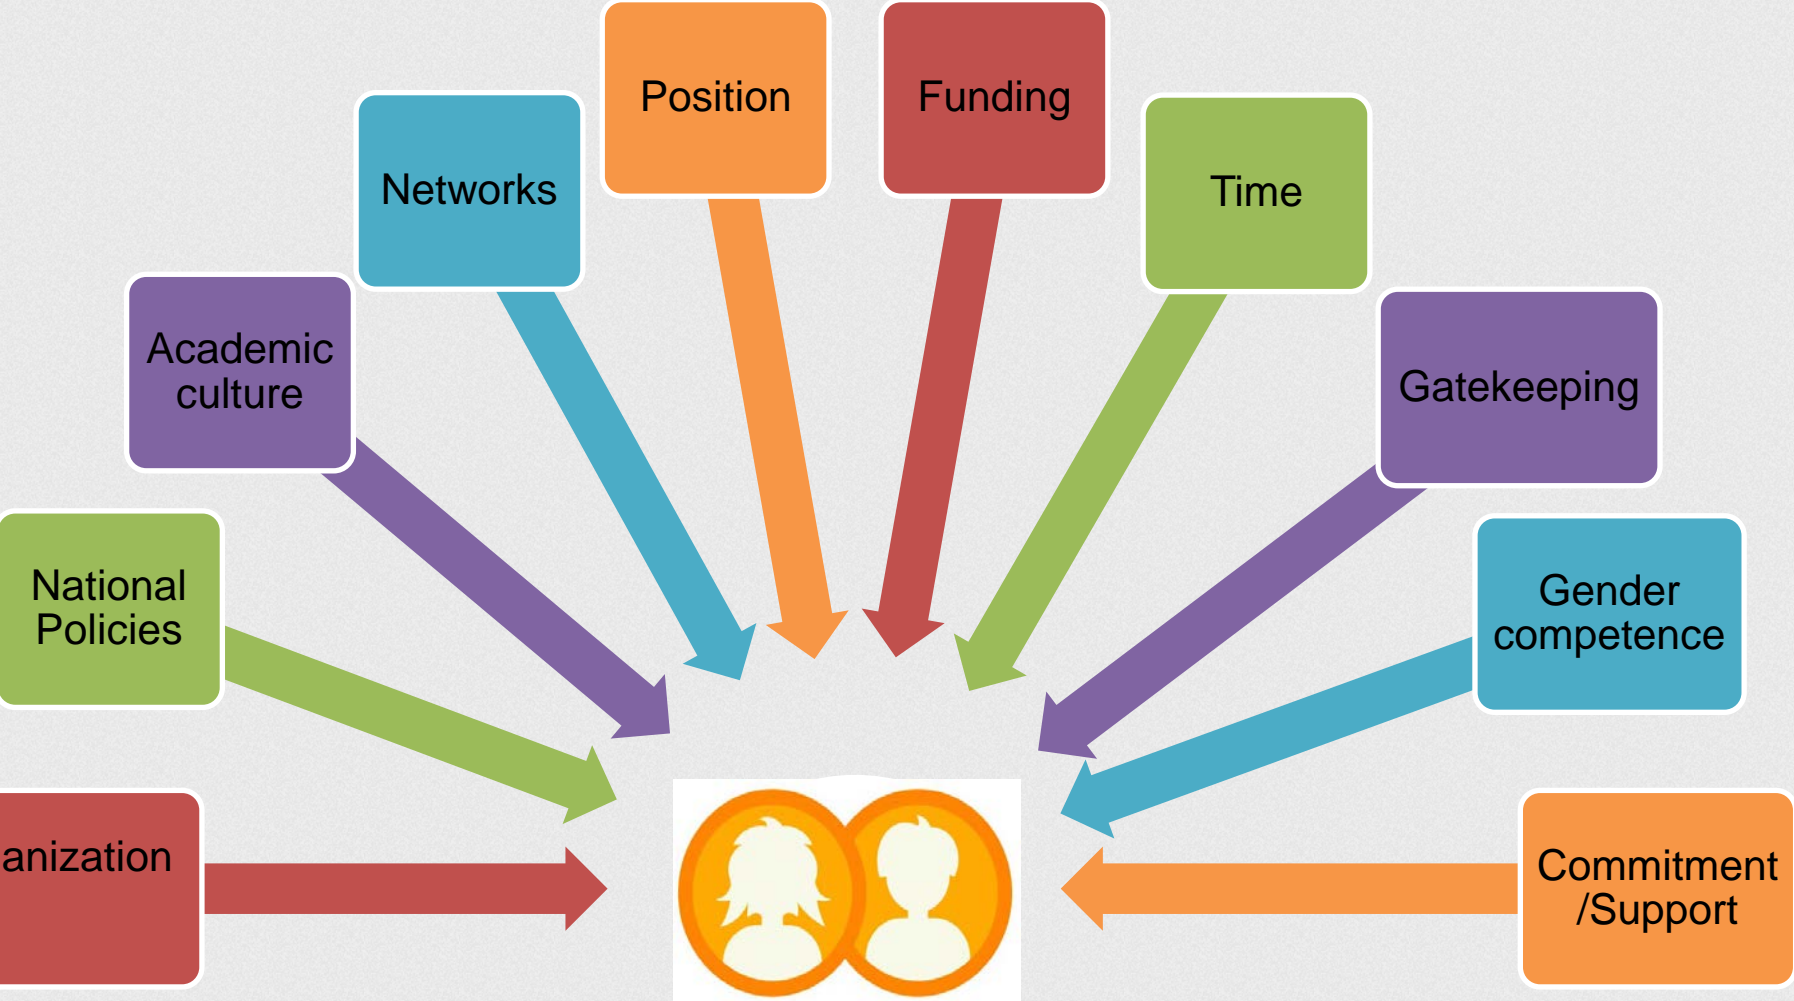 Position
Funding
Networks
Time
Academic
culture
Gatekeeping
National
Policies
Gender
competence
anization
Commitment
/Support